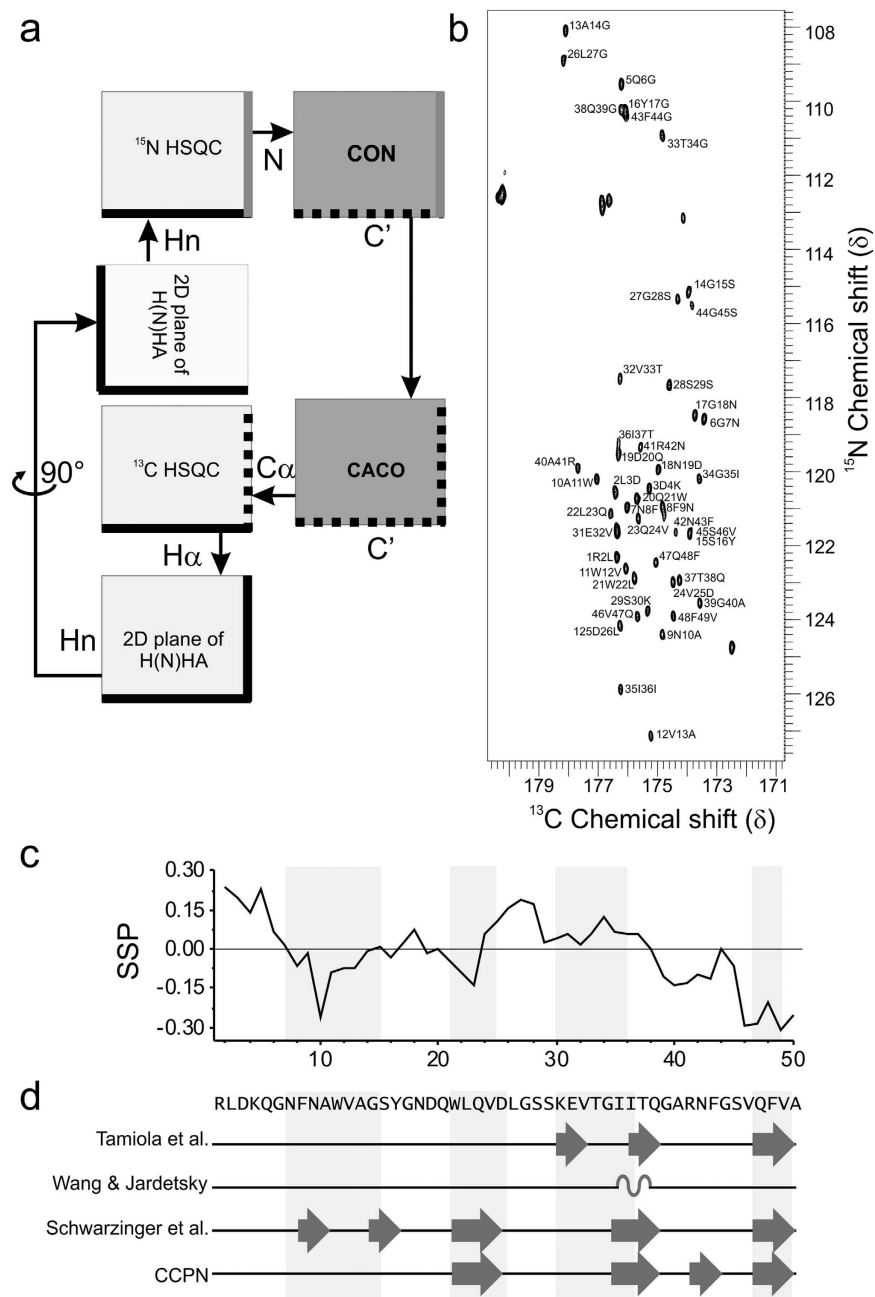 a
¹⁵N HSQC
N
CON
Hn
C'
2D plane of
H(N)HA
90°
¹³C HSQC
Cα
CACO
C'
Hα
Hn
2D plane of
H(N)HA
b
13A14G
26L27G
5Q6G
38Q39G
16Y17G
43F44G
33T34G
14G15S
27G28S
44G45S
32V33T
28S29S
17G18N
6G7N
36I37T
41R42N
19D20Q
40A41R
18N19D
10A11W
34G35I
2L3D
3D4K
20Q21W
22L23Q
7N8F
8F9N
23Q24V
42N43F
31E32V
45S46V
15S16Y
1R2L
47Q48F
11W12V
21W22L
37T38Q
24V25D
29S30K
39G40A
46V47Q
48F49V
125D26L
9N10A
35I36I
12V13A
108
110
112
114
116
118
120
122
124
126
¹⁵N Chemical shift (δ)
179 177 175 173 171
¹³C Chemical shift (δ)
c
0.30
0.15
0.00
-0.15
-0.30
SSP
10 20 30 40 50
d
RLDKQGNFNAWVAGSYGNDQWLQVDLGSSKEVTGIITQGARNFGSVQFVA
Tamiola et al.
Wang & Jardetsky
Schwarzinger et al.
CCPN